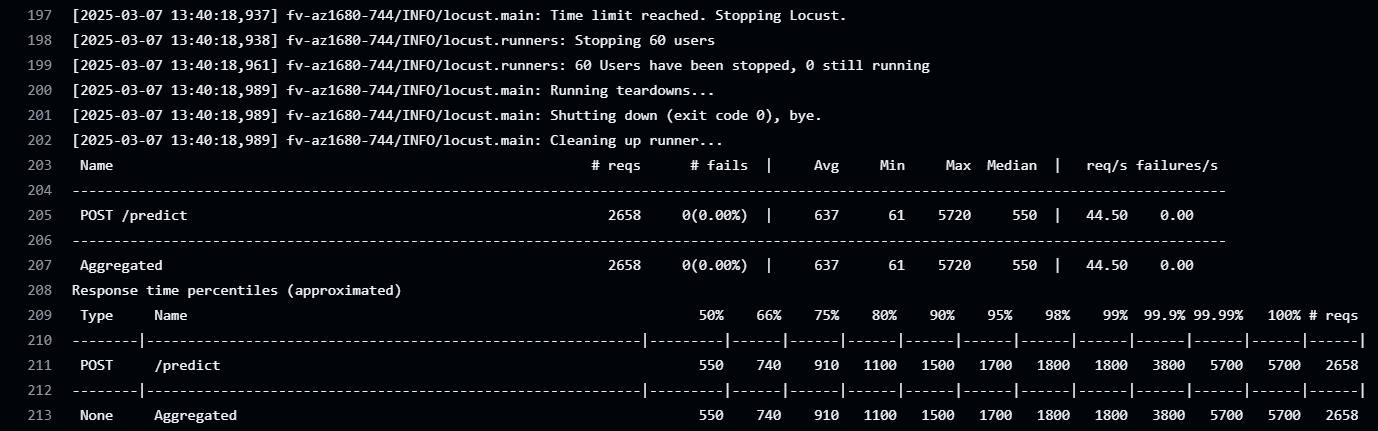 197 [2025-03-07 13:40:18,937] fv-az1680-744/INFO/locust.main: Time limit reached. Stopping Locust.
198 [2025-03-07 13:40:18,938] fv-az1680-744/INFO/locust.runners: Stopping 60 users
199 [2025-03-07 13:40:18,961] fv-az1680-744/INFO/locust.runners: 60 Users have been stopped, 0 still running
200 [2025-03-07 13:40:18,989] fv-az1680-744/INFO/locust.main: Running teardowns...
201 [2025-03-07 13:40:18,989] fv-az1680-744/INFO/locust.main: Shutting down (exit code 0), bye.
202 [2025-03-07 13:40:18,989] fv-az1680-744/INFO/locust.main: Cleaning up runner...
203 Name # reqs # fails | Avg Min Max Median | req/s failures/s
204 --------------------------------------------------------------------------------------------------------------------------------------------
205 POST /predict 2658 0(0.00%) | 637 61 5720 550 | 44.50 0.00
206 --------------------------------------------------------------------------------------------------------------------------------------------
207 Aggregated 2658 0(0.00%) | 637 61 5720 550 | 44.50 0.00
208 Response time percentiles (approximated)
209 Type Name 50% 66% 75% 80% 90% 95% 98% 99% 99.9% 99.99% 100% # reqs
210 --------|------------------------------------------------------------|---------|------|------|------|------|------|------|------|------|------|------|------|
211 POST /predict 550 740 910 1100 1500 1700 1800 1800 3800 5700 5700 2658
212 --------|------------------------------------------------------------|---------|------|------|------|------|------|------|------|------|------|------|------|
213 None Aggregated 550 740 910 1100 1500 1700 1800 1800 3800 5700 5700 2658